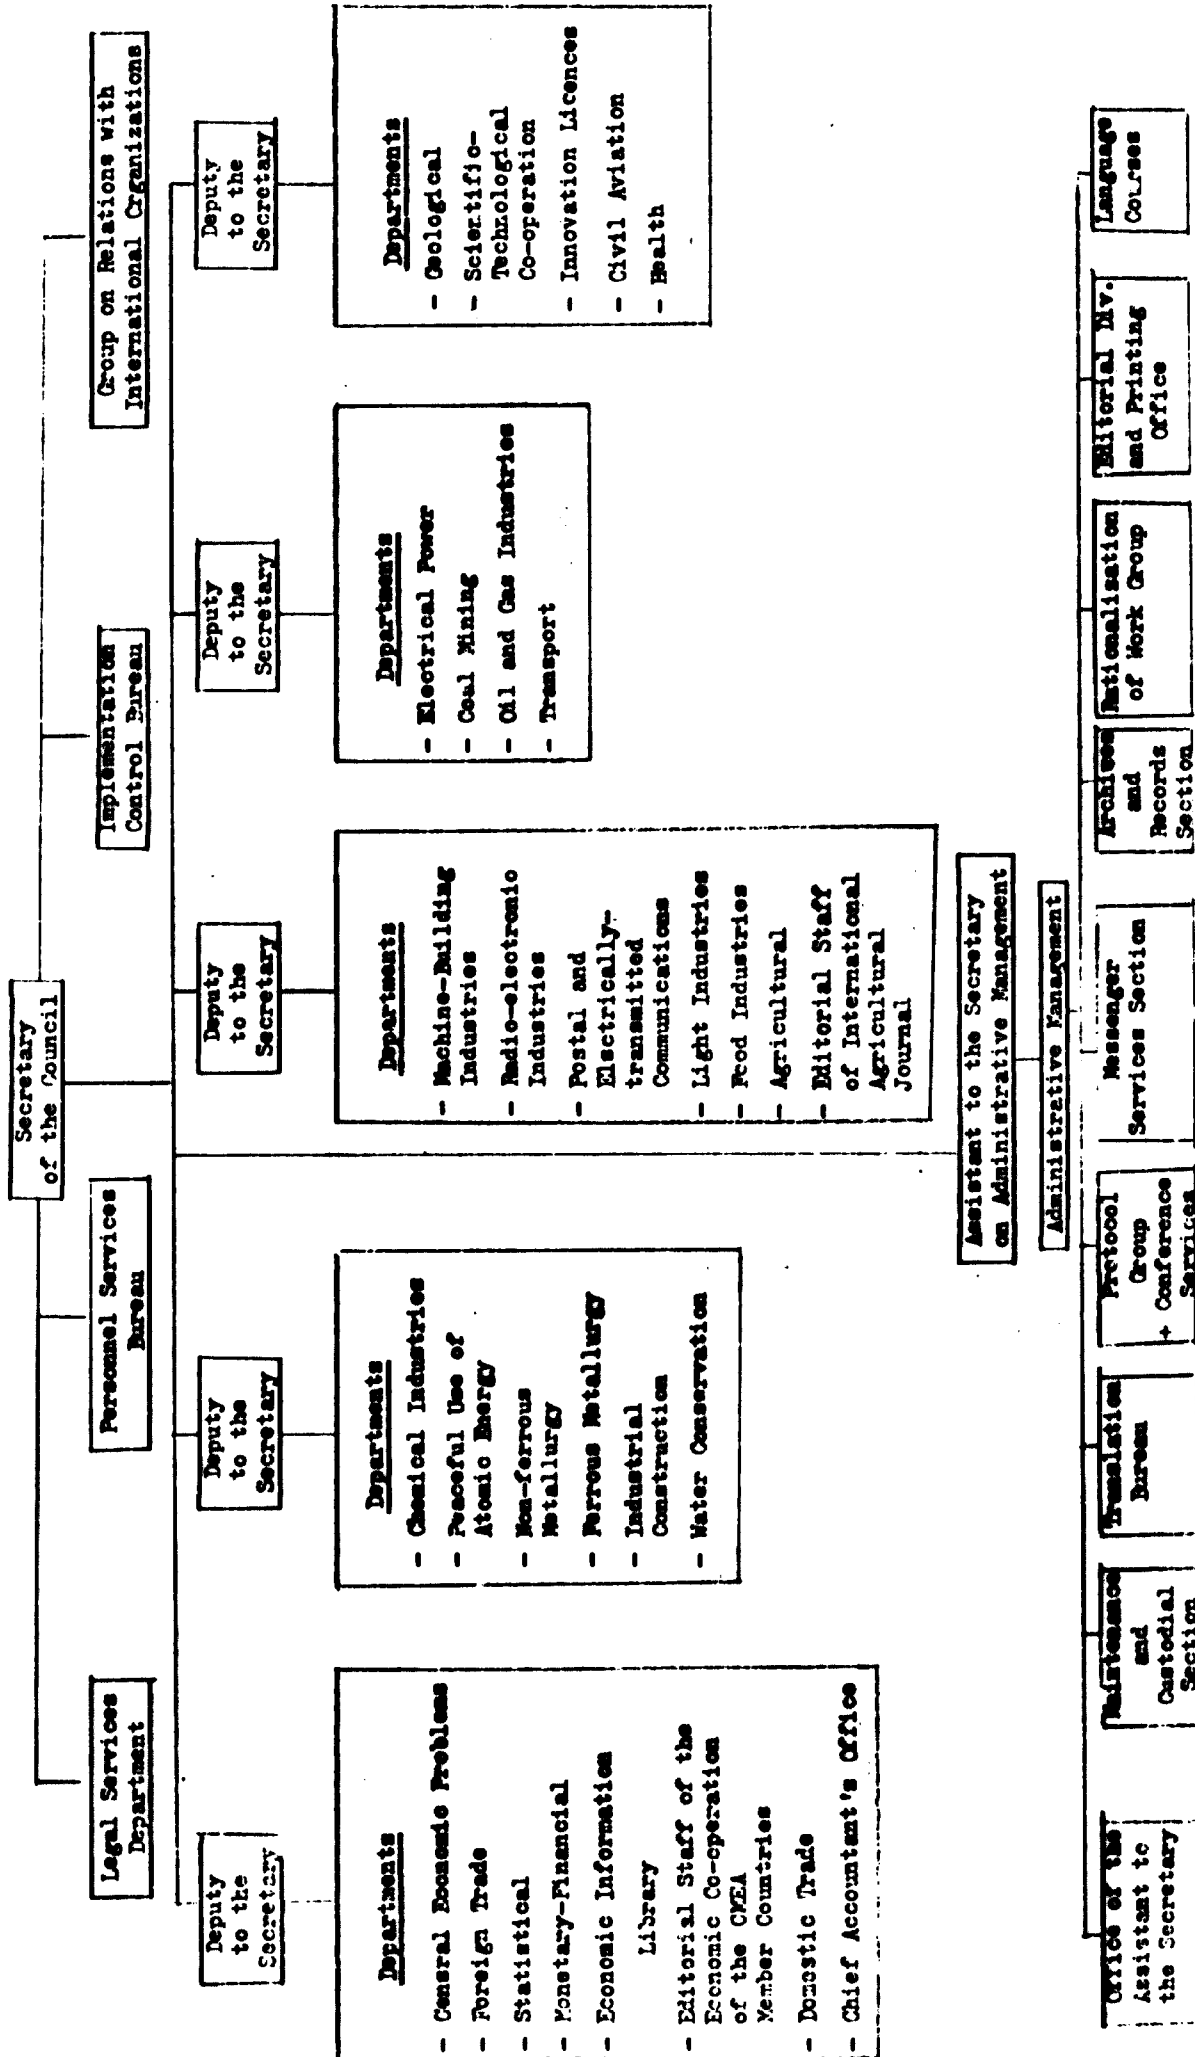 Secretary
of the Council
Legal Services
Department
Personnel Services
Bureau
Implementation
Control Bureau
Group on Relations with
International Organizations
Deputy
to the
Secretary
Deputy
to the
Secretary
Deputy
to the
Secretary
Deputy
to the
Secretary
Deputy
to the
Secretary
Departments
- General Economic Problems
- Foreign Trade
- Statistical
- Monetary-Financial
- Economic Information
Library
- Editorial Staff of the
Economic Co-operation
of the CMEA
Member Countries
- Domestic Trade
- Chief Accountant's Office
Departments
- Chemical Industries
- Peaceful Use of
Atomic Energy
- Non-ferrous
Metallurgy
- Ferrous Metallurgy
- Industrial
Construction
- Water Conservation
Departments
- Machine-Building
Industries
- Radio-electronic
Industries
- Postal and
Electrically-
transmitted
Communications
- Light Industries
- Food Industries
- Agricultural
- Editorial Staff
of International
Agricultural
Journal
Departments
- Electrical Power
- Coal Mining
- Oil and Gas Industries
- Transport
Departments
- Geological
- Scientific-
Technological
Co-operation
- Innovation Licences
- Civil Aviation
- Health
Assistant to the Secretary
on Administrative Management
Administrative Management
Office of the
Assistant to
the Secretary
Maintenance
and
Custodial
Section
Translation
Bureau
Protocol
Group
+ Conference
Services
Messenger
Services Section
Archives
and
Records
Section
Rationalisation
of Work Group
Editorial Div.
and Printing
Office
Language
Courses